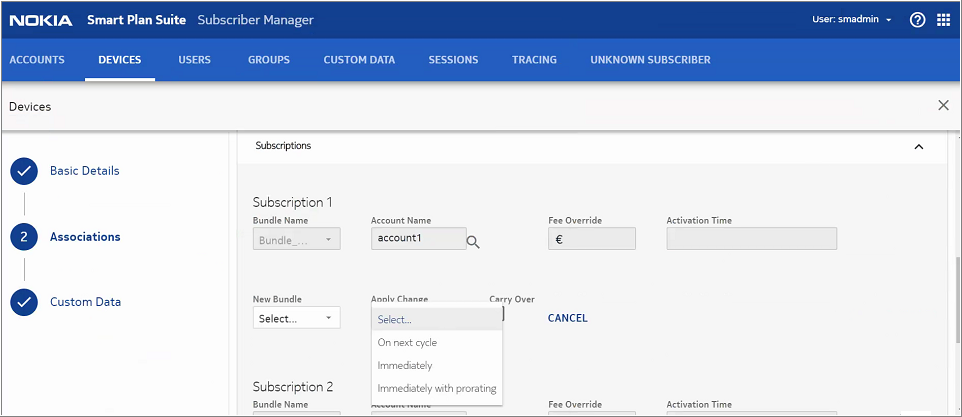 NOKIA Smart Plan Suite Subscriber Manager User: smadmin
ACCOUNTS DEVICES USERS GROUPS CUSTOM DATA SESSIONS TRACING UNKNOWN SUBSCRIBER
Devices
Subscriptions
Basic Details
2 Associations
Custom Data
Subscription 1
Bundle Name Account Name Fee Override Activation Time
Bundle_... account1 €
New Bundle Apply Change Carry Over
Select... Select... CANCEL
On next cycle
Immediately
Immediately with prorating
Subscription 2
Bundle Name Account Name Fee Override Activation Time